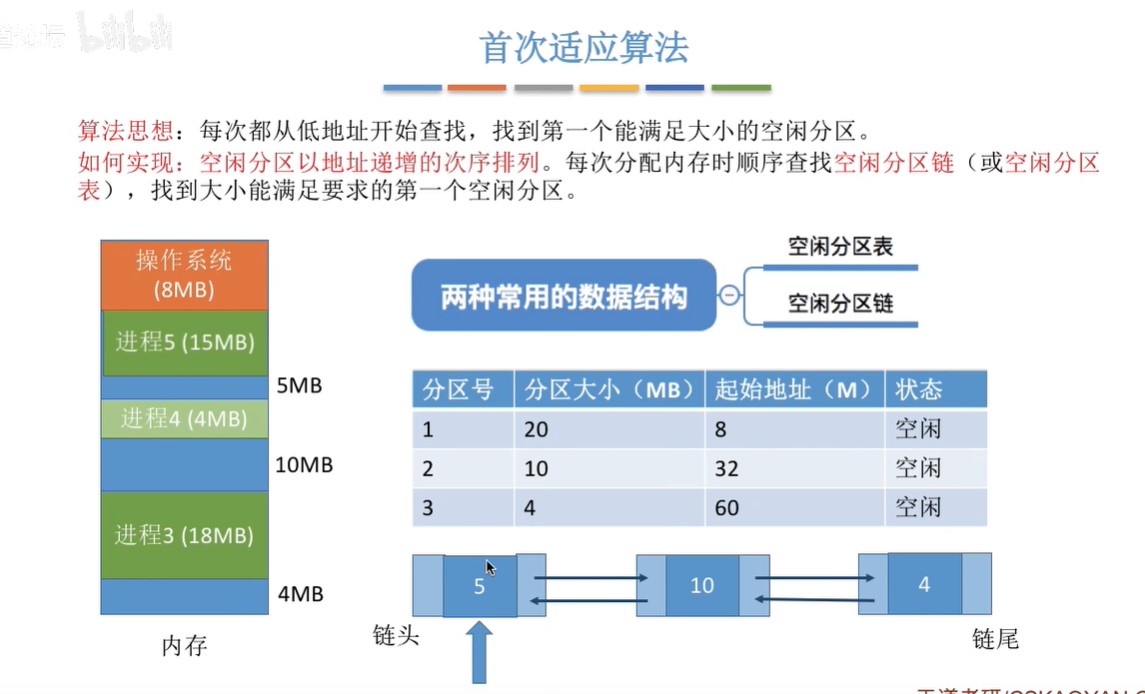 bilibili
首次适应算法
算法思想：每次都从低地址开始查找，找到第一个能满足大小的空闲分区。
如何实现：空闲分区以地址递增的次序排列。每次分配内存时顺序查找空闲分区链（或空闲分区
表），找到大小能满足要求的第一个空闲分区。
操作系统
(8MB)
进程5 (15MB)
5MB
进程4 (4MB)
10MB
进程3 (18MB)
4MB
内存
两种常用的数据结构
空闲分区表
空闲分区链
分区号 分区大小（MB） 起始地址（M） 状态
1 20 8 空闲
2 10 32 空闲
3 4 60 空闲
5 10 4
链头
链尾